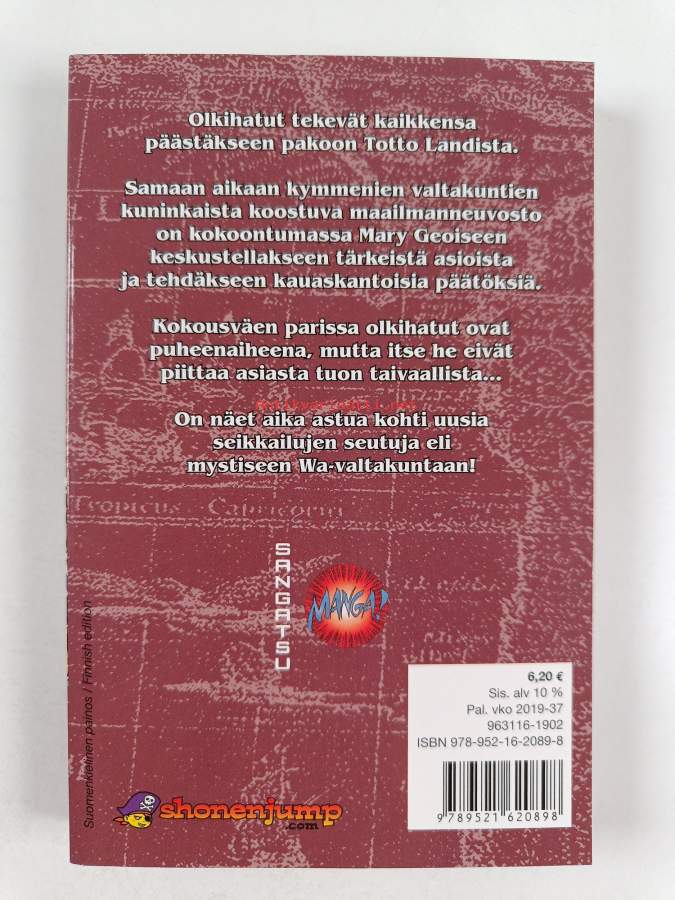 Olkihatut tekevät kaikkensa
päästäkseen pakoon Totto Landista.
Samaan aikaan kymmenien valtakuntien
kuninkaista koostuva maailmanneuvosto
on kokoontumassa Mary Geoiseen
keskustellakseen tärkeistä asioista
ja tehdäkseen kauaskantoisia päätöksiä.
Kokousväen parissa olkihatut ovat
puheenaiheena, mutta itse he eivät
piittaa asiasta tuon taivaallista...
On näet aika astua kohti uusia
seikkailujen seutuja eli
mystiseen Wa-valtakuntaan!
Tropicus Capricorni
SANGATSU
MANGA!
Suomenkielinen painos / Finnish edition
6,20 €
Sis. alv 10 %
Pal. vko 2019-37
963116-1902
ISBN 978-952-16-2089-8
9 789521 620898
shonenjump
.com